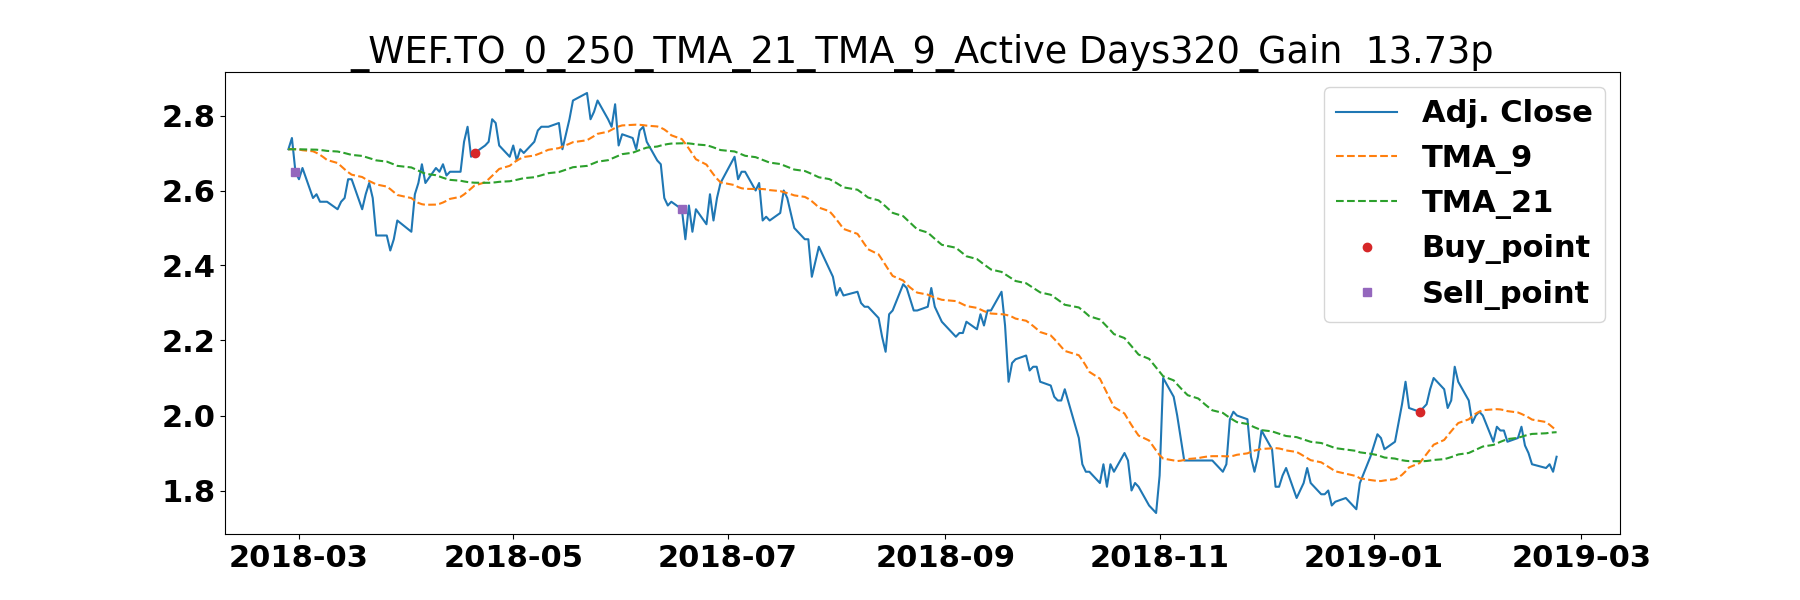 _WEF.TO_0_250_TMA_21_TMA_9_Active Days320_Gain  13.73p
2.8
2.6
2.4
2.2
2.0
1.8
Adj. Close
TMA_9
TMA_21
Buy_point
Sell_point
2018-03 2018-05 2018-07 2018-09 2018-11 2019-01 2019-03